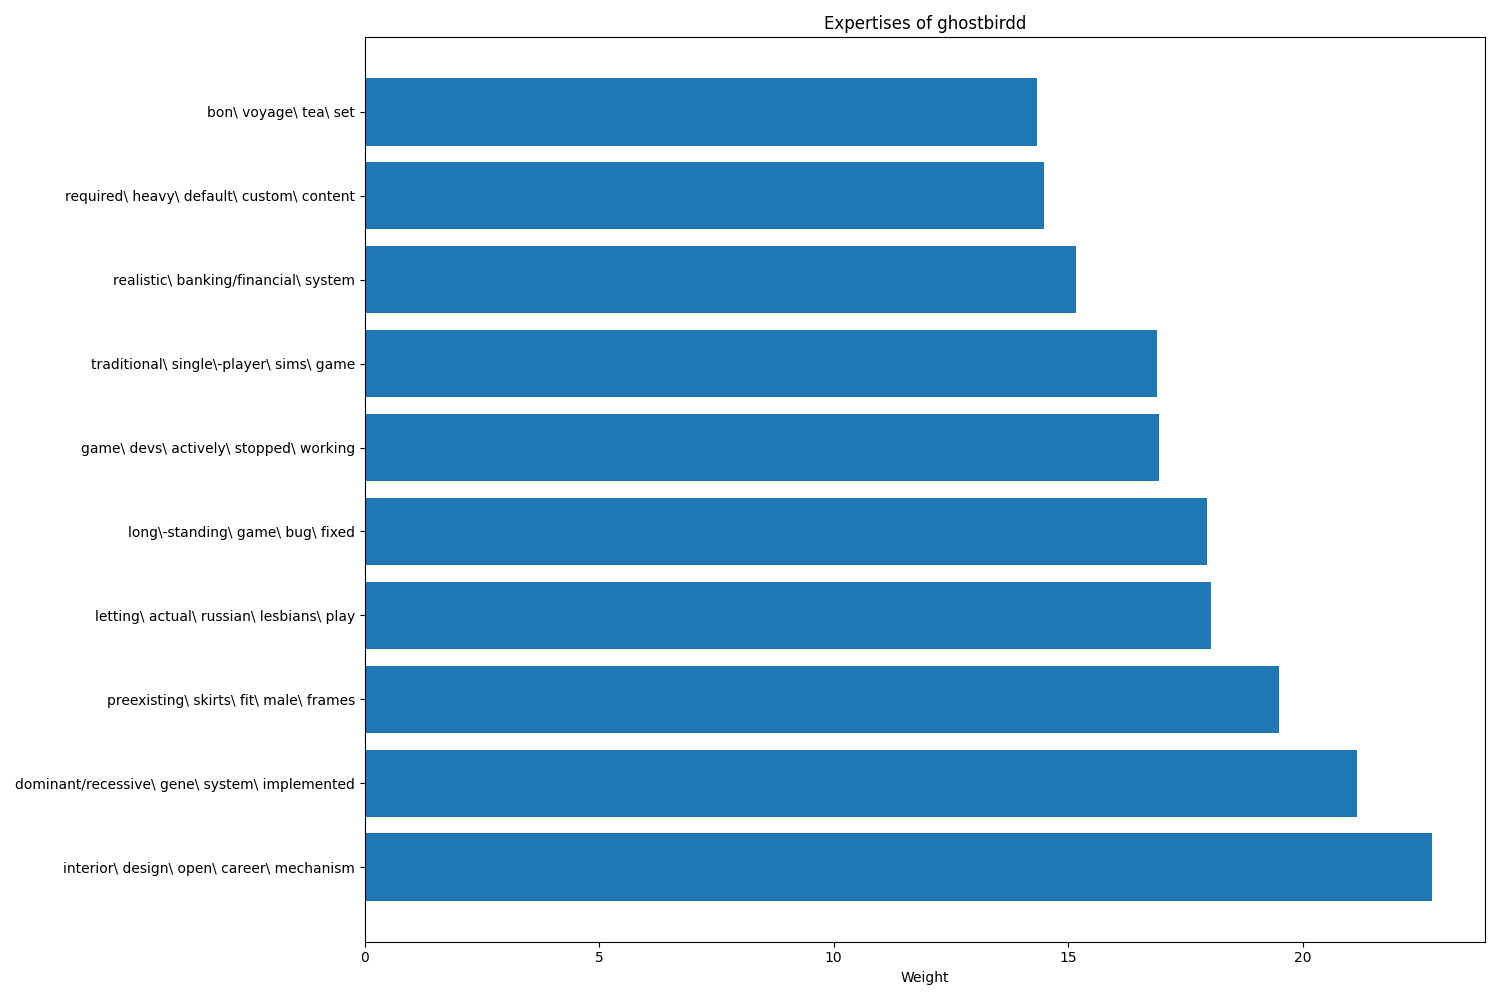 Expertises of ghostbirdd
bon\ voyage\ tea\ set
required\ heavy\ default\ custom\ content
realistic\ banking/financial\ system
traditional\ single\-player\ sims\ game
game\ devs\ actively\ stopped\ working
long\-standing\ game\ bug\ fixed
letting\ actual\ russian\ lesbians\ play
preexisting\ skirts\ fit\ male\ frames
dominant/recessive\ gene\ system\ implemented
interior\ design\ open\ career\ mechanism
0 5 10 15 20
Weight